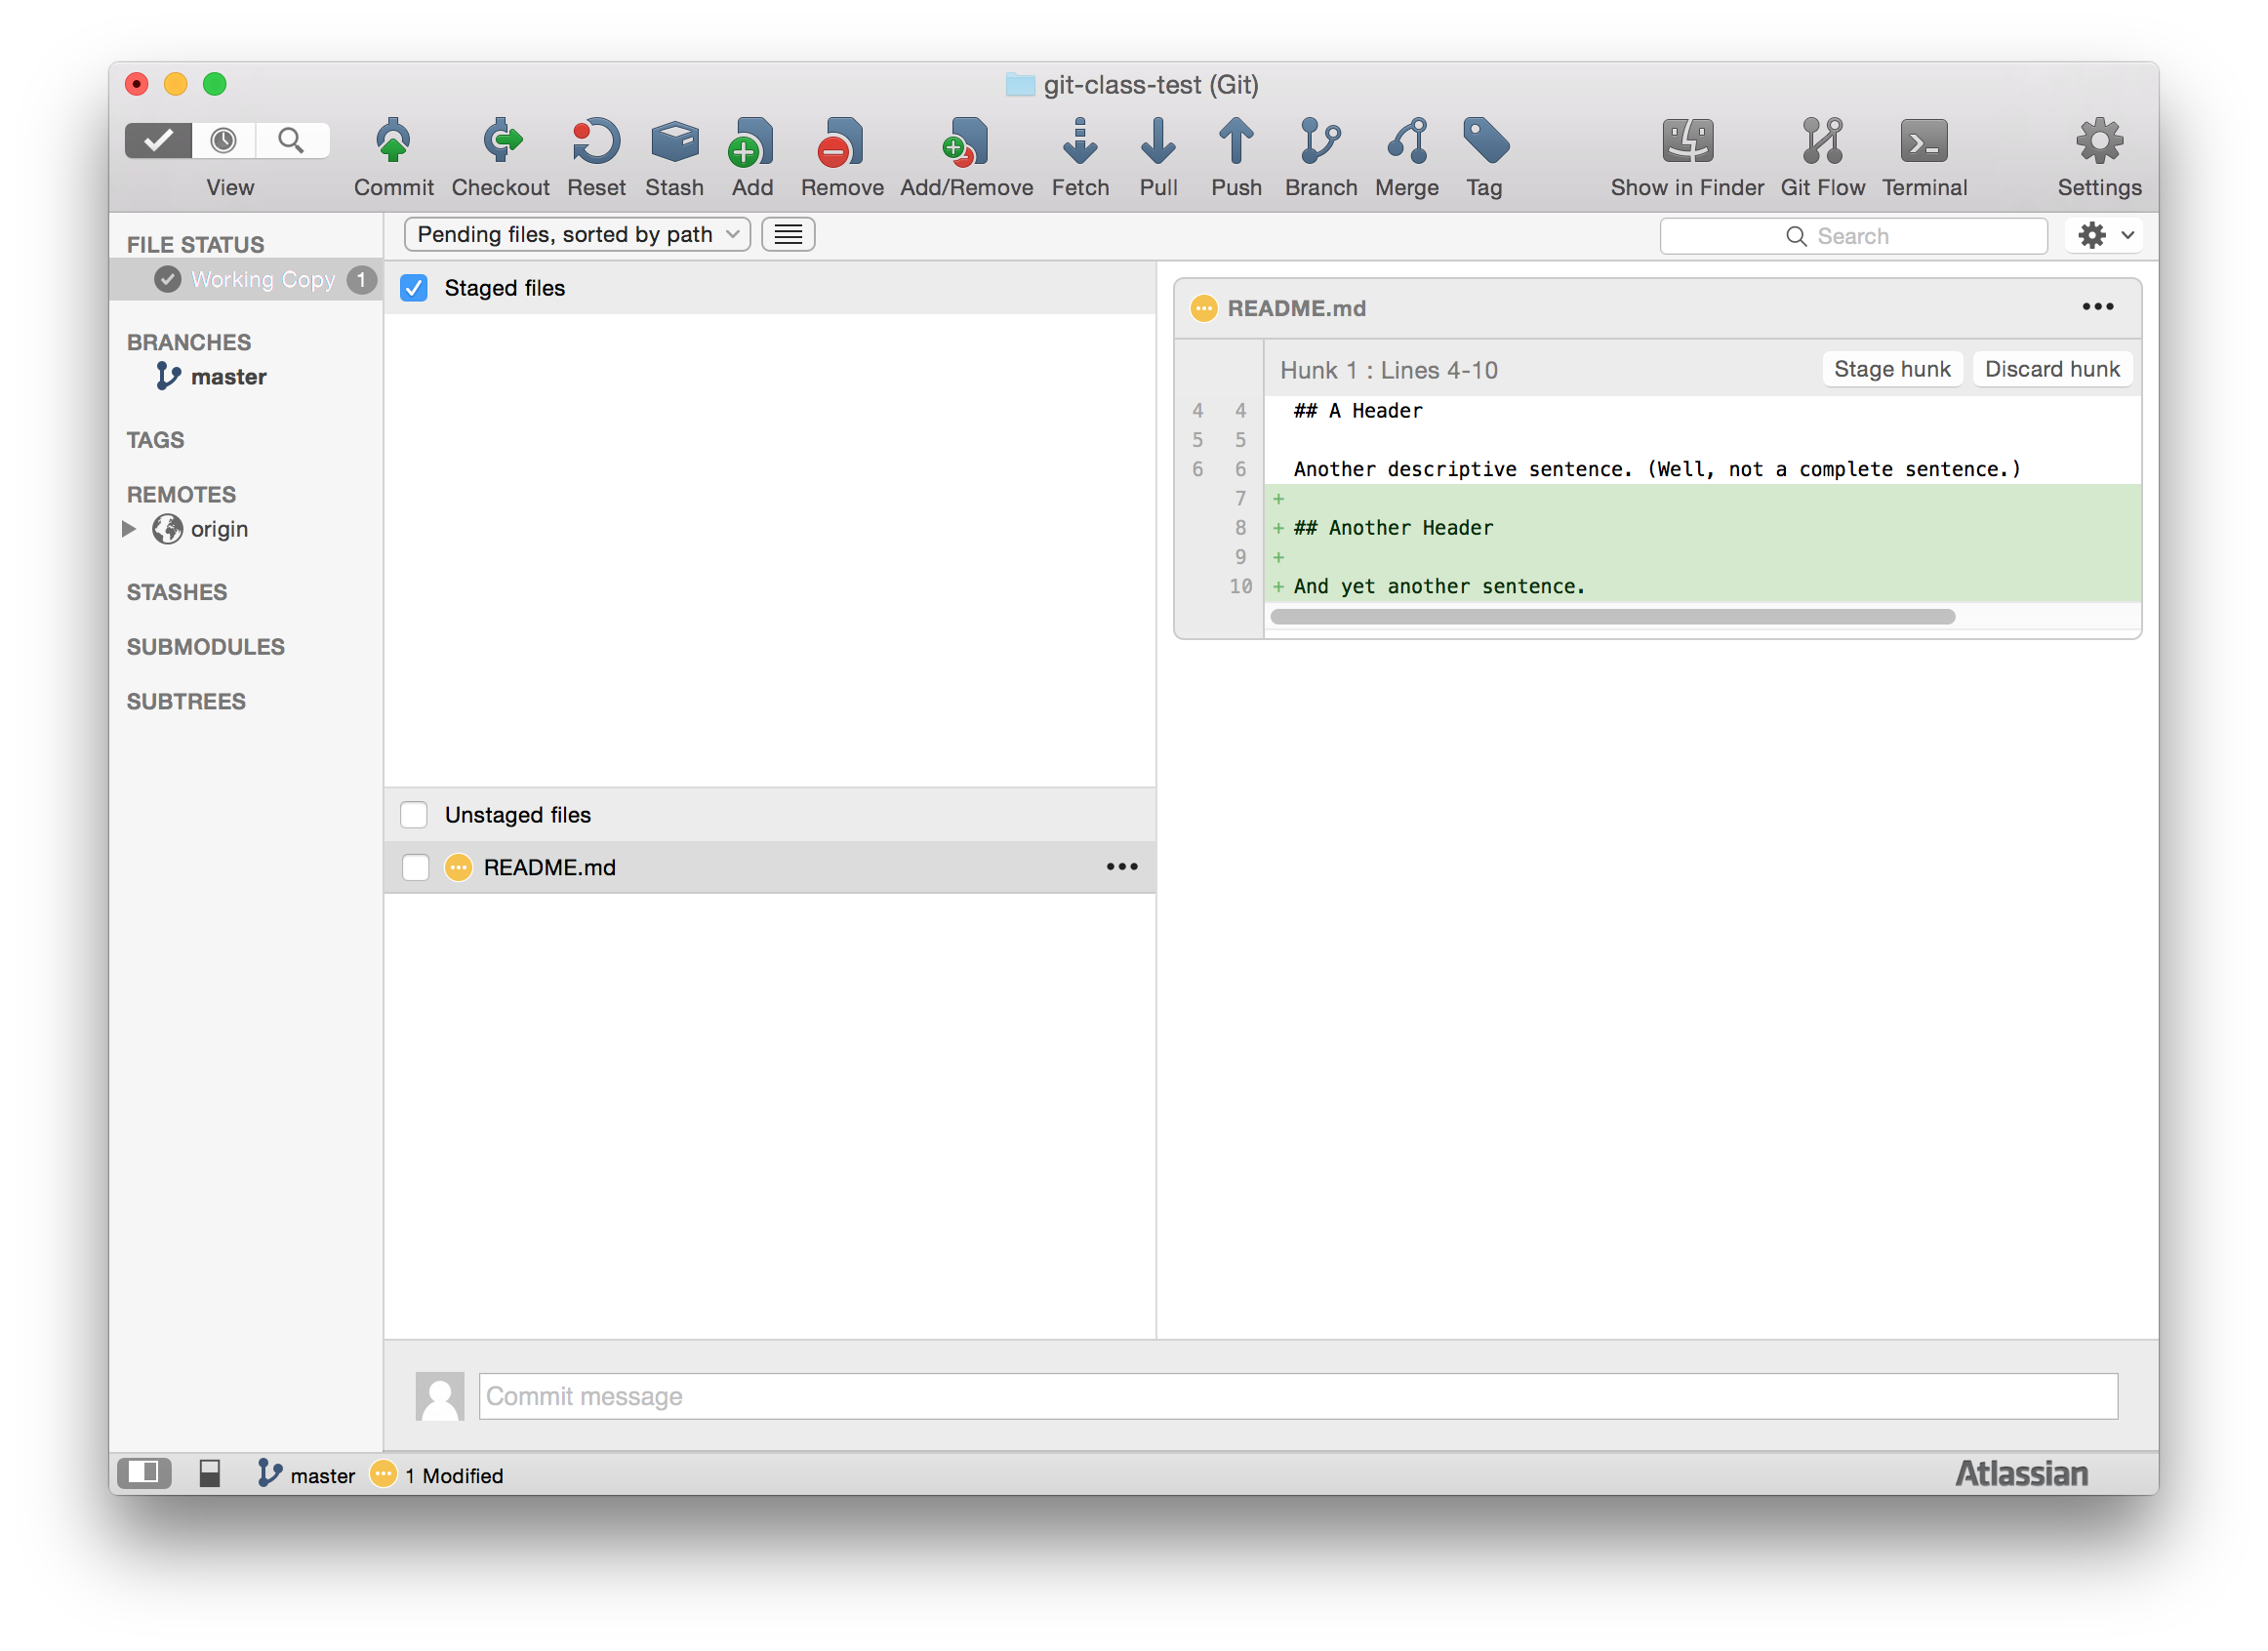 git-class-test (Git)
View Commit Checkout Reset Stash Add Remove Add/Remove Fetch Pull Push Branch Merge Tag Show in Finder Git Flow Terminal Settings
FILE STATUS
Working Copy 1
BRANCHES
master
TAGS
REMOTES
origin
STASHES
SUBMODULES
SUBTREES
Pending files, sorted by path
Search
Staged files
Unstaged files
README.md
README.md
Hunk 1 : Lines 4-10 Stage hunk Discard hunk
4 4 ## A Header
5 5
6 6 Another descriptive sentence. (Well, not a complete sentence.)
7 +
8 + ## Another Header
9 +
10 + And yet another sentence.
Commit message
master 1 Modified
Atlassian